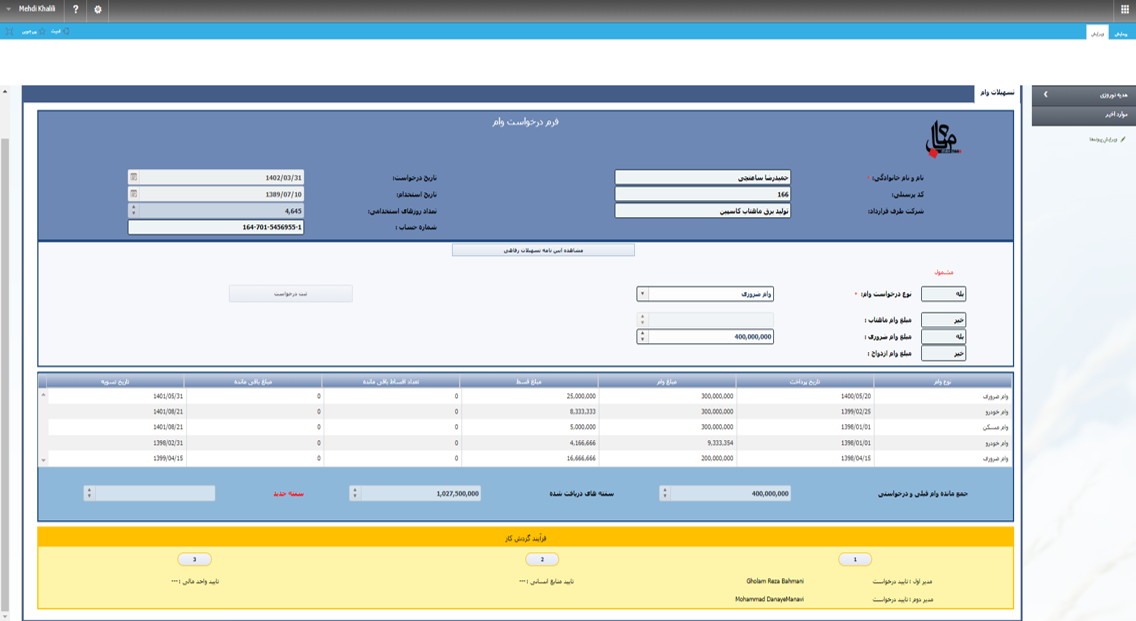 Mehdi Khalili
?
پیمایش
ویرایش
هدیه نوروزی
موارد اخیر
ویرایش پیوندها
تسهیلات وام
فرم درخواست وام
نام و نام خانوادگی: *
حمیدرضا ساعتچی
تاریخ درخواست:
1402/03/31
کد پرسنلی:
166
تاریخ استخدام:
1389/07/10
شرکت طرف قرارداد:
تولید برق ماهتاب کاسپین
تعداد روزهای استخدامی:
4,645
شماره حساب :
164-701-5456955-1
مشاهده آیین نامه تسهیلات رفاهی
مشمول
بله
نوع درخواست وام: *
وام ضروری
ثبت درخواست
خیر
مبلغ وام ماهتاب :
بله
مبلغ وام ضروری :
400,000,000
خیر
مبلغ وام ازدواج :
نوع وام تاریخ پرداخت مبلغ وام مبلغ قسط تعداد اقساط باقی مانده مبلغ باقی مانده تاریخ تسویه
وام ضروری 1400/05/20 300,000,000 25,000,000 0 0 1401/05/31
وام خودرو 1399/02/25 300,000,000 8,333,333 0 0 1401/08/21
وام مسکن 1398/01/01 300,000,000 5,000,000 0 0 1401/08/21
وام خودرو 1398/01/01 9,333,354 4,166,666 0 0 1398/02/31
وام ضروری 1398/04/15 200,000,000 16,666,666 0 0 1399/04/15
جمع مانده وام قبلی و درخواستی
400,000,000
سفته های دریافت شده
1,027,500,000
سفته جدید
فرآیند گردش کار
1
2
3
مدیر اول : تایید درخواست
Gholam Reza Bahmani
تایید منابع انسانی : ---
تایید واحد مالی : ---
مدیر دوم : تایید درخواست
Mohammad DanayeManavi